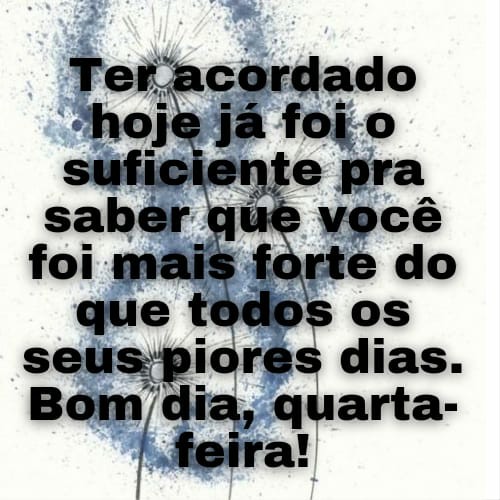 Ter acordado
hoje já foi o
suficiente pra
saber que você
foi mais forte do
que todos os
seus piores dias.
Bom dia, quarta-
feira!